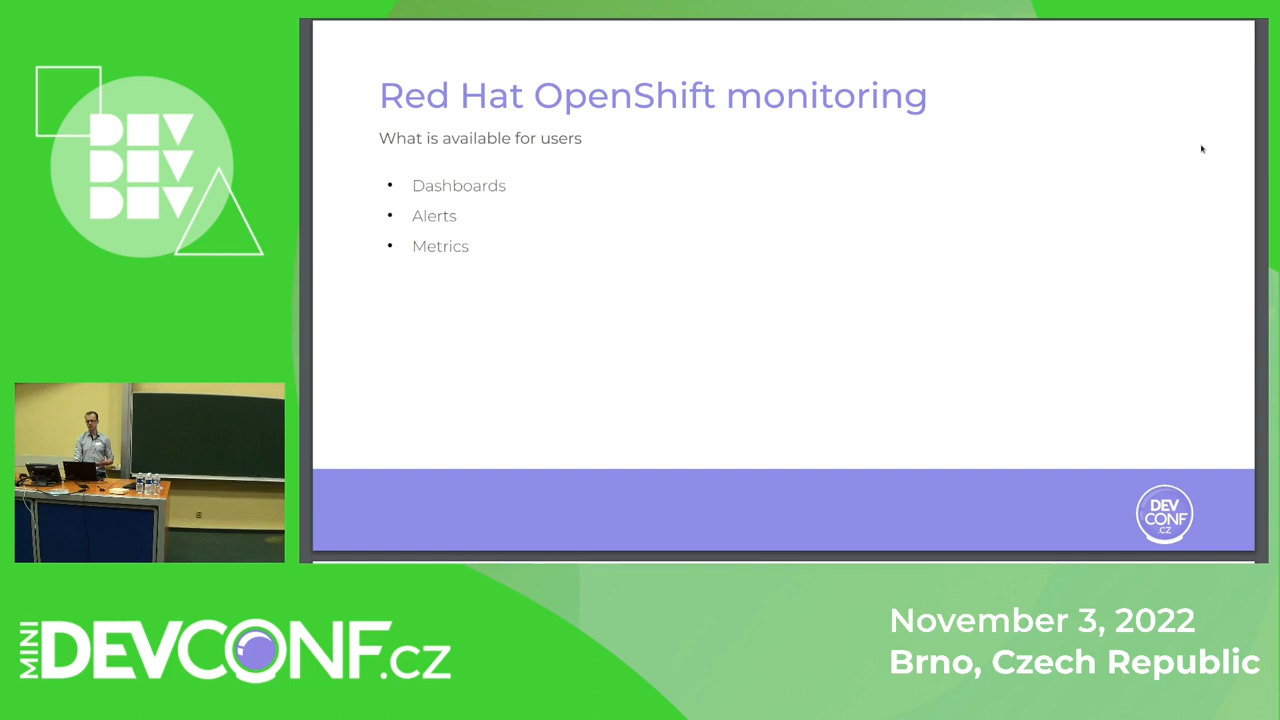 DEV
DEV
DEV
Red Hat OpenShift monitoring
What is available for users
• Dashboards
• Alerts
• Metrics
DEV
CONF
.CZ
MINI
DEVCONF.CZ
November 3, 2022
Brno, Czech Republic